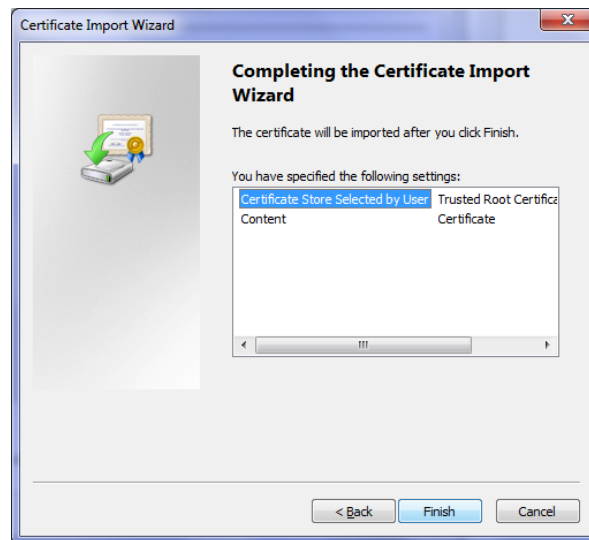 Certificate Import Wizard
Completing the Certificate Import
Wizard
The certificate will be imported after you click Finish.
You have specified the following settings:
Certificate Store Selected by User Trusted Root Certifica
Content Certificate
< Back Finish Cancel